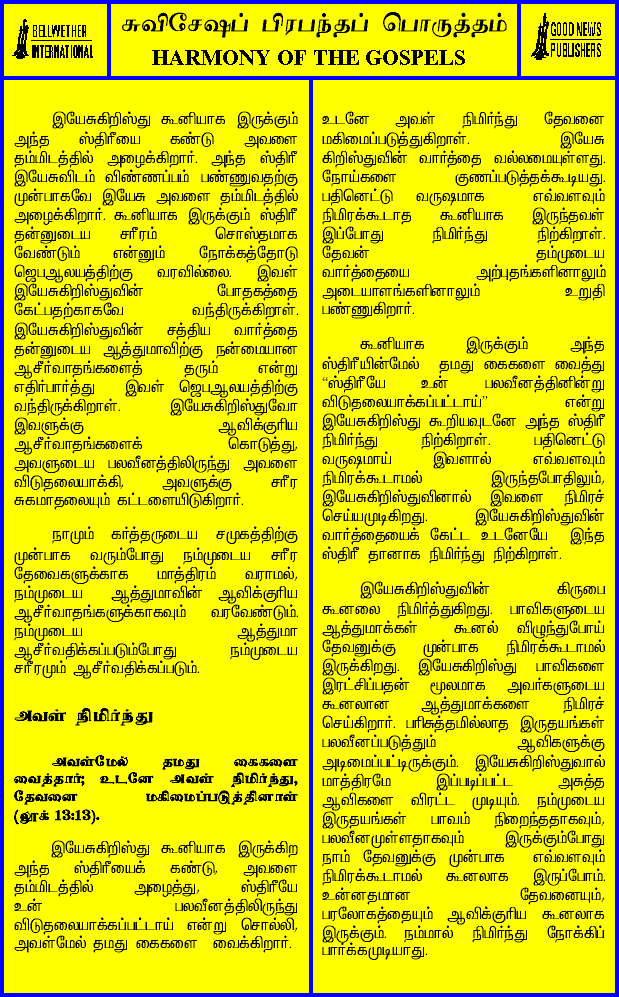 BELLWETHER
INTERNATIONAL
சுவிசேஷப் பிரபந்தப் பொருத்தம்
HARMONY OF THE GOSPELS
GOOD NEWS
PUBLISHERS
இயேசுகிறிஸ்து கூனியாக இருக்கும்
அந்த ஸ்திரீயை கண்டு அவளை
தம்மிடத்தில் அழைக்கிறார். அந்த ஸ்திரீ
இயேசுவிடம் விண்ணப்பம் பண்ணுவதற்கு
முன்பாகவே இயேசு அவளை தம்மிடத்தில்
அழைக்கிறார். கூனியாக இருக்கும் ஸ்திரீ
தன்னுடைய சரீரம் சொஸ்தமாக
வேண்டும் என்னும் நோக்கத்தோடு
ஜெபஆலயத்திற்கு வரவில்லை. இவள்
இயேசுகிறிஸ்துவின் போதகத்தை
கேட்பதற்காகவே வந்திருக்கிறாள்.
இயேசுகிறிஸ்துவின் சத்திய வார்த்தை
தன்னுடைய ஆத்துமாவிற்கு நன்மையான
ஆசீர்வாதங்களைத் தரும் என்று
எதிர்பார்த்து இவள் ஜெபஆலயத்திற்கு
வந்திருக்கிறாள். இயேசுகிறிஸ்துவோ
இவளுக்கு ஆவிக்குரிய
ஆசீர்வாதங்களைக் கொடுத்து,
அவளுடைய பலவீனத்திலிருந்து அவளை
விடுதலையாக்கி, அவளுக்கு சரீர
சுகமாதலையும் கட்டளையிடுகிறார்.
நாமும் கர்த்தருடைய சமுகத்திற்கு
முன்பாக வரும்போது நம்முடைய சரீர
தேவைகளுக்காக மாத்திரம் வராமல்,
நம்முடைய ஆத்துமாவின் ஆவிக்குரிய
ஆசீர்வாதங்களுக்காகவும் வரவேண்டும்.
நம்முடைய ஆத்துமா
ஆசீர்வதிக்கப்படும்போது நம்முடைய
சரீரமும் ஆசீர்வதிக்கப்படும்.
அவள் நிமிர்ந்து
அவள்மேல் தமது கைகளை
வைத்தார்; உடனே அவள் நிமிர்ந்து,
தேவனை மகிமைப்படுத்தினாள்
(லூக் 13:13).
இயேசுகிறிஸ்து கூனியாக இருக்கிற
அந்த ஸ்திரீயைக் கண்டு, அவளை
தம்மிடத்தில் அழைத்து, ஸ்திரீயே
உன் பலவீனத்திலிருந்து
விடுதலையாக்கப்பட்டாய் என்று சொல்லி,
அவள்மேல் தமது கைகளை வைக்கிறார்.
உடனே அவள் நிமிர்ந்து தேவனை
மகிமைப்படுத்துகிறாள். இயேசு
கிறிஸ்துவின் வார்த்தை வல்லமையுள்ளது.
நோய்களை குணப்படுத்தக்கூடியது.
பதினெட்டு வருஷமாக எவ்வளவும்
நிமிரக்கூடாத கூனியாக இருந்தவள்
இப்போது நிமிர்ந்து நிற்கிறாள்.
தேவன் தம்முடைய
வார்த்தையை அற்புதங்களினாலும்
அடையாளங்களினாலும் உறுதி
பண்ணுகிறார்.
கூனியாக இருக்கும் அந்த
ஸ்திரீயின்மேல் தமது கைகளை வைத்து
“ஸ்திரீயே உன் பலவீனத்தினின்று
விடுதலையாக்கப்பட்டாய்” என்று
இயேசுகிறிஸ்து கூறியவுடனே அந்த ஸ்திரீ
நிமிர்ந்து நிற்கிறாள். பதினெட்டு
வருஷமாய் இவளால் எவ்வளவும்
நிமிரக்கூடாமல் இருந்தபோதிலும்,
இயேசுகிறிஸ்துவினால் இவளை நிமிரச்
செய்யமுடிகிறது. இயேசுகிறிஸ்துவின்
வார்த்தையைக் கேட்ட உடனேயே இந்த
ஸ்திரீ தானாக நிமிர்ந்து நிற்கிறாள்.
இயேசுகிறிஸ்துவின் கிருபை
கூனலை நிமிர்த்துகிறது. பாவிகளுடைய
ஆத்துமாக்கள் கூனல் விழுந்துபோய்
தேவனுக்கு முன்பாக நிமிரக்கூடாமல்
இருக்கிறது. இயேசுகிறிஸ்து பாவிகளை
இரட்சிப்பதன் மூலமாக அவர்களுடைய
கூனலான ஆத்துமாக்களை நிமிரச்
செய்கிறார். பரிசுத்தமில்லாத இருதயங்கள்
பலவீனப்படுத்தும் ஆவிகளுக்கு
அடிமைப்பட்டிருக்கும். இயேசுகிறிஸ்துவால்
மாத்திரமே இப்படிப்பட்ட அசுத்த
ஆவிகளை விரட்ட முடியும். நம்முடைய
இருதயங்கள் பாவம் நிறைந்ததாகவும்,
பலவீனமுள்ளதாகவும் இருக்கும்போது
நாம் தேவனுக்கு முன்பாக எவ்வளவும்
நிமிரக்கூடாமல் கூனலாக இருப்போம்.
உன்னதமான தேவனையும்,
பரலோகத்தையும் ஆவிக்குரிய கூனலாக
இருக்கும். நம்மால் நிமிர்ந்து நோக்கிப்
பார்க்கமுடியாது.